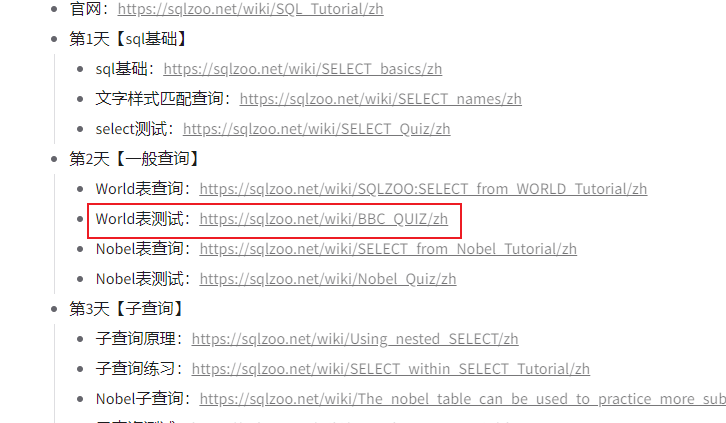 官网：https://sqlzoo.net/wiki/SQL_Tutorial/zh
第1天【sql基础】
sql基础：https://sqlzoo.net/wiki/SELECT_basics/zh
文字样式匹配查询：https://sqlzoo.net/wiki/SELECT_names/zh
select测试：https://sqlzoo.net/wiki/SELECT_Quiz/zh
第2天【一般查询】
World表查询：https://sqlzoo.net/wiki/SQLZOO:SELECT_from_WORLD_Tutorial/zh
World表测试：https://sqlzoo.net/wiki/BBC_QUIZ/zh
Nobel表查询：https://sqlzoo.net/wiki/SELECT_from_Nobel_Tutorial/zh
Nobel表测试：https://sqlzoo.net/wiki/Nobel_Quiz/zh
第3天【子查询】
子查询原理：https://sqlzoo.net/wiki/Using_nested_SELECT/zh
子查询练习：https://sqlzoo.net/wiki/SELECT_within_SELECT_Tutorial/zh
Nobel子查询：https://sqlzoo.net/wiki/The_nobel_table_can_be_used_to_practice_more_sub